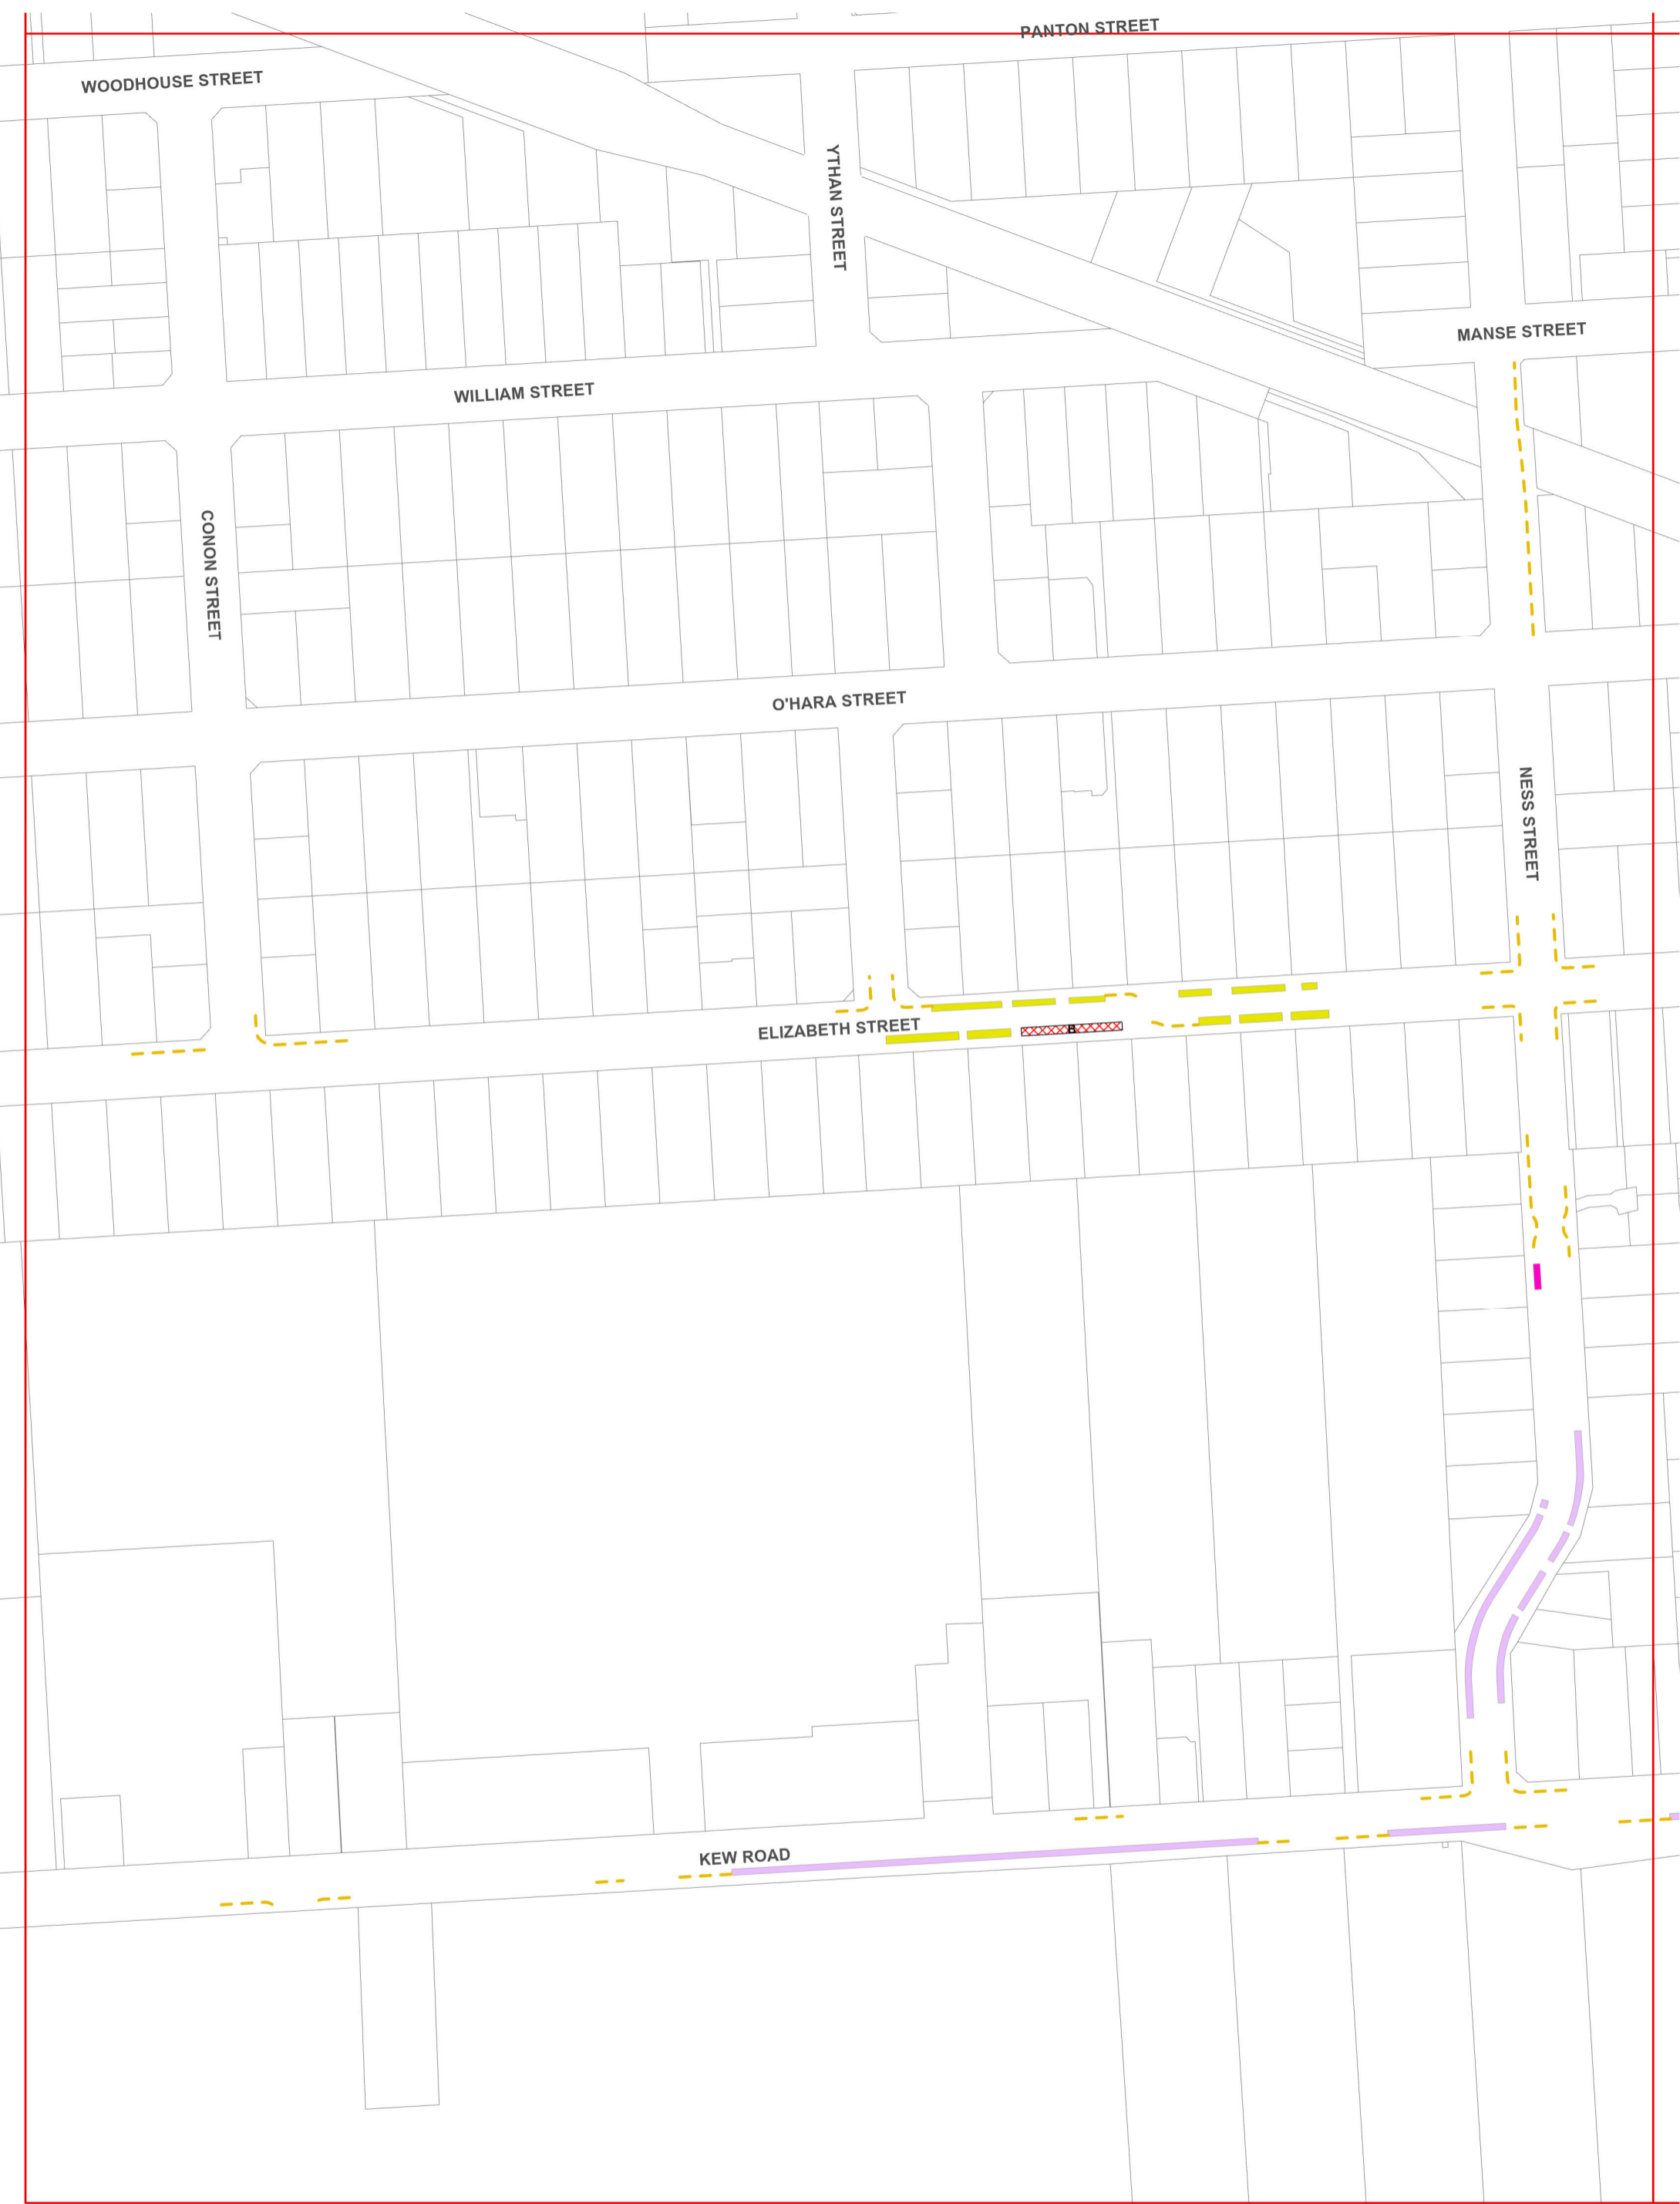 PANTON STREET
WOODHOUSE STREET
YTHAN STREET
MANSE STREET
WILLIAM STREET
CONON STREET
O'HARA STREET
NESS STREET
ELIZABETH STREET
B
KEW ROAD